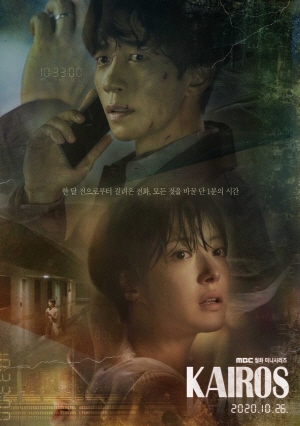 10:33:00
한 달 전으로부터 걸려온 전화, 모든 것을 바꿀 단 1분의 시간
MBC 월화 미니시리즈
KAIROS
2020.10.26.